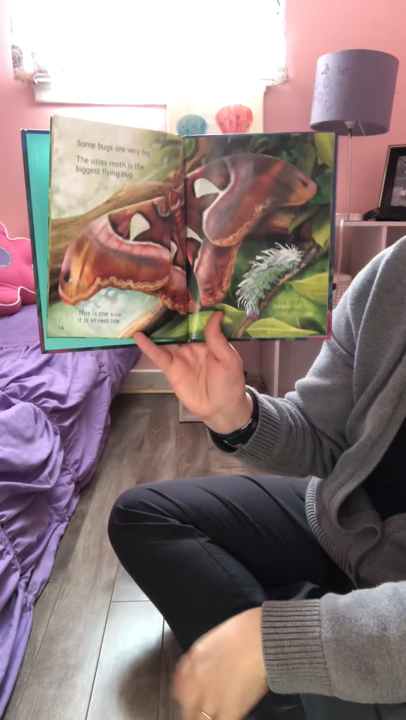 Some bugs are very big.
The atlas moth is the
biggest flying bug.
This is the size
it is in real life.
14